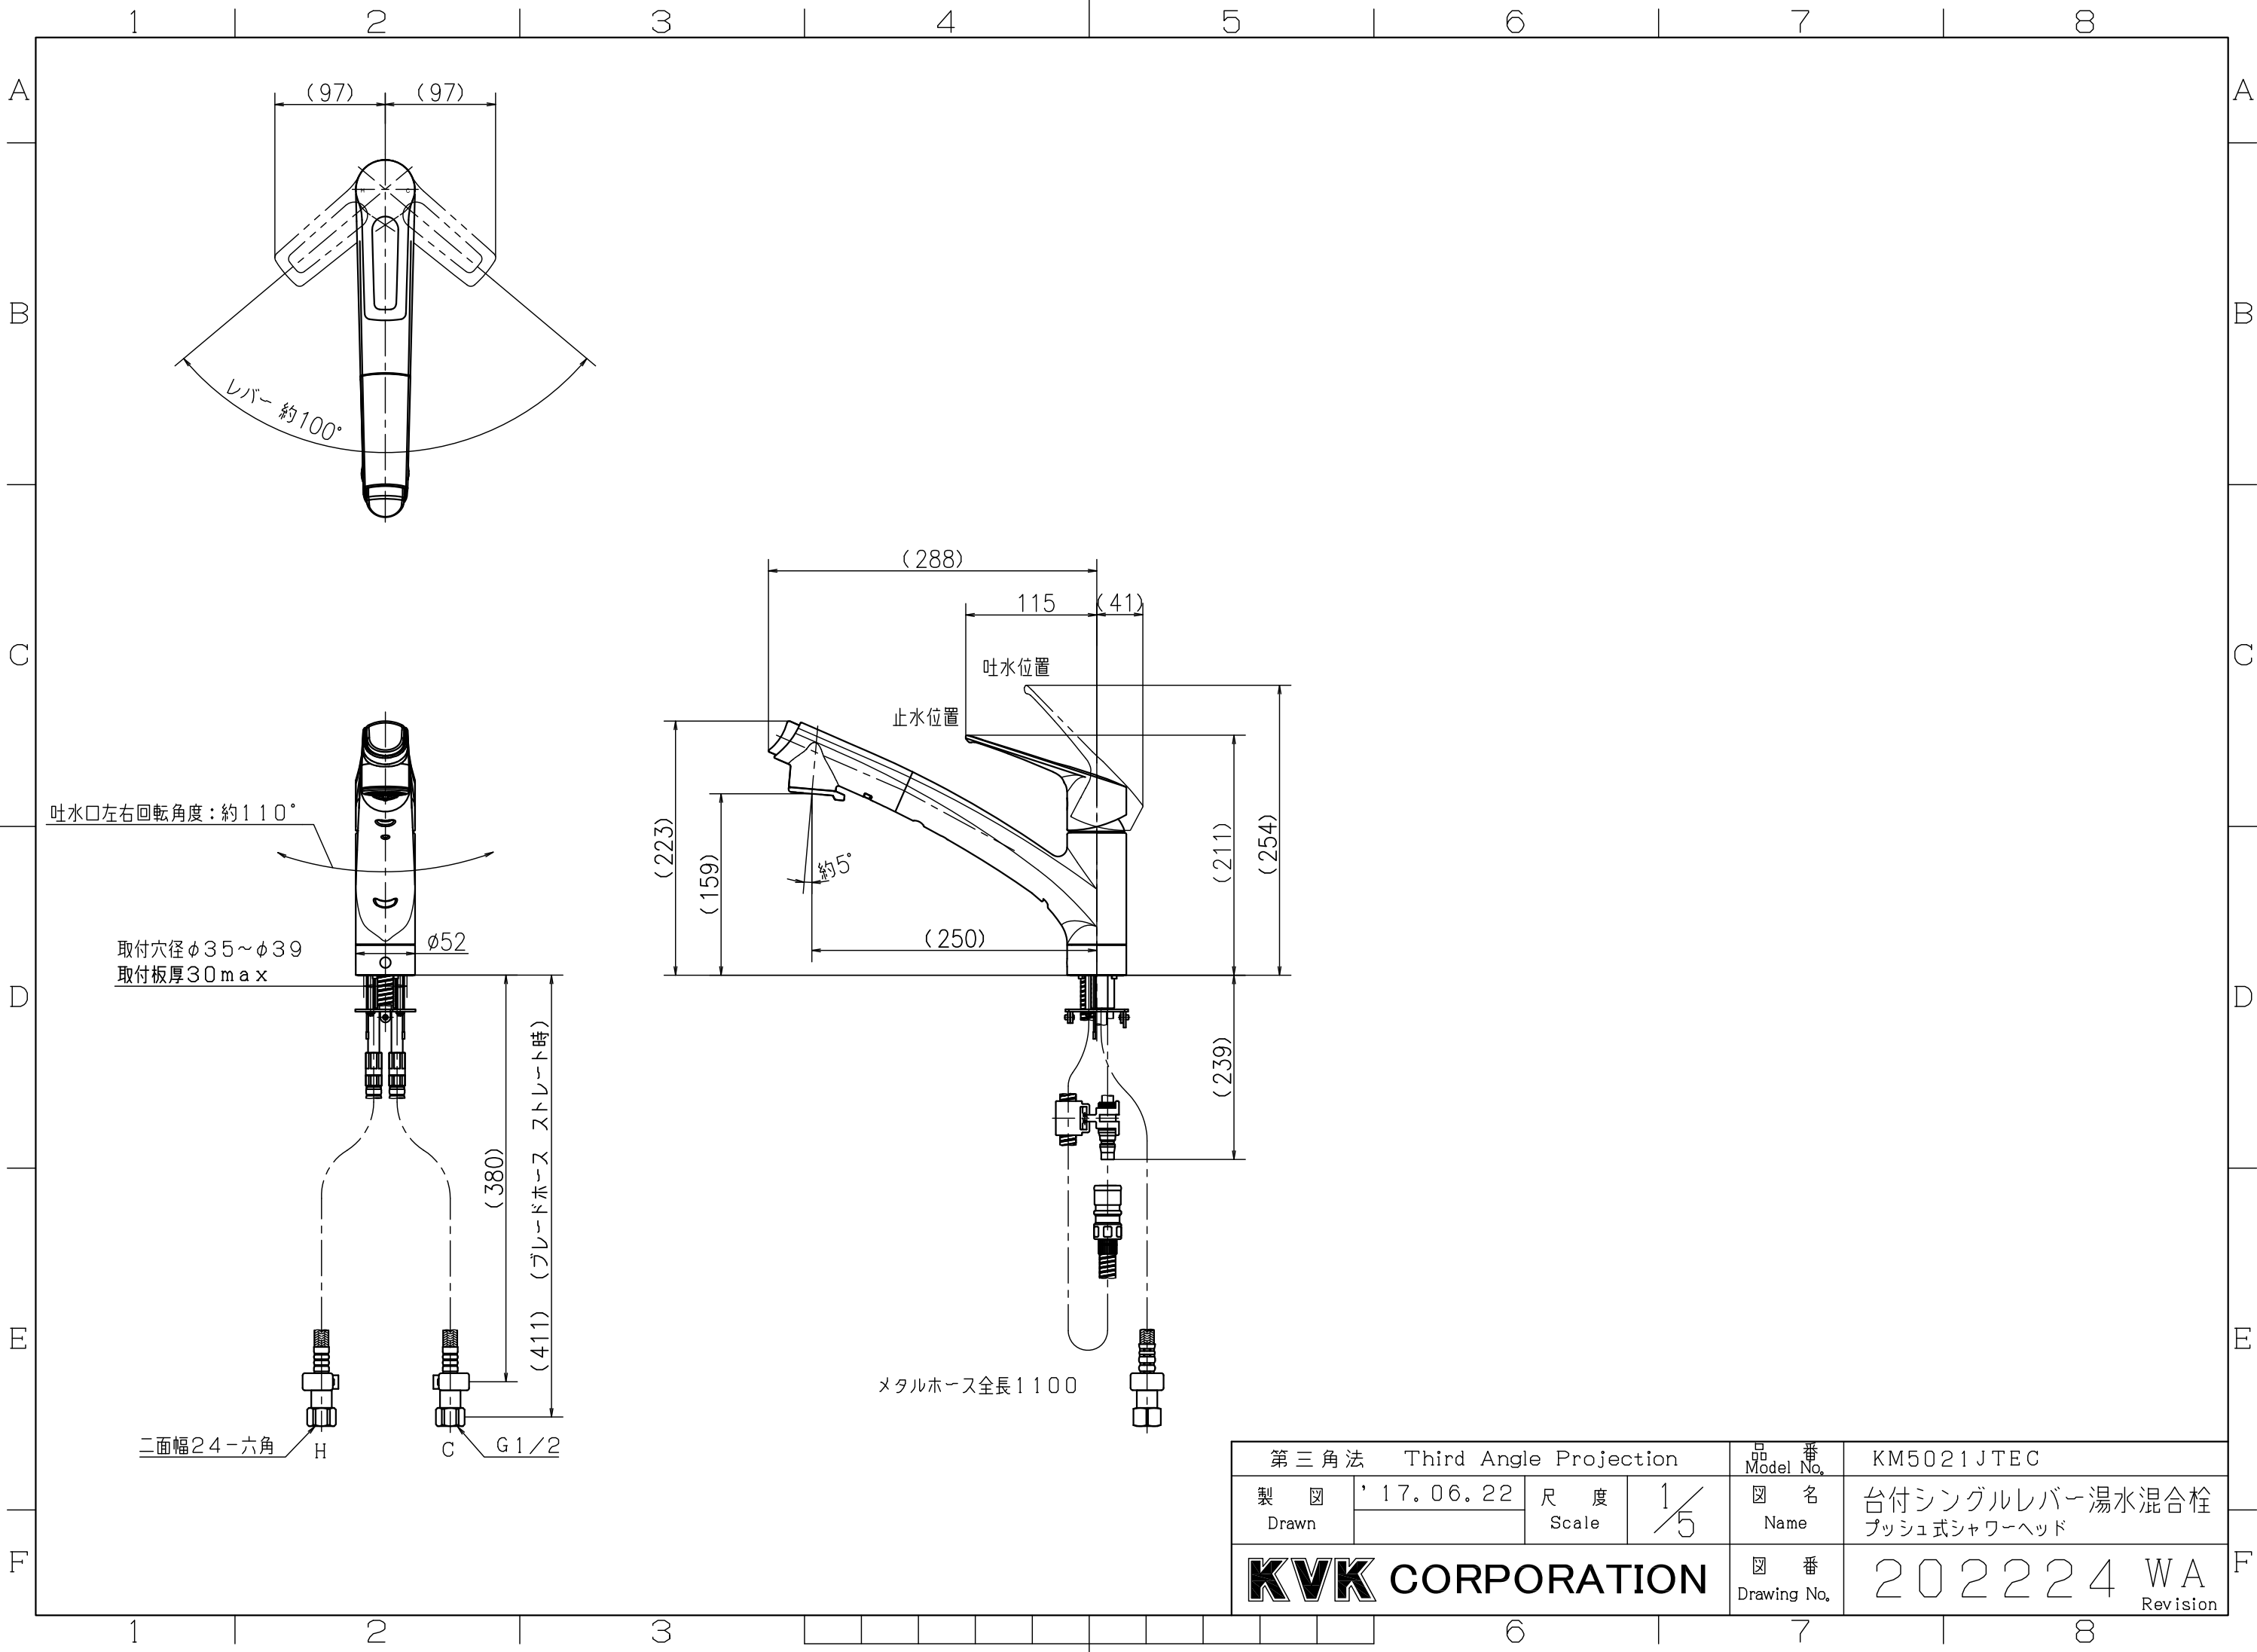 1 2 3 4 5 6 7 8
A A
B B
C C
D D
E E
F F
(97) (97)
H C
レバー 約100°
(288)
115 (41)
吐水位置
止水位置
吐水口左右回転角度：約110°
(223)
(159)
約5°
(211)
(254)
(250)
取付穴径φ35～φ39
取付板厚30max
φ52
(239)
(380)
(411) (ブレードホース ストレート時)
メタルホース全長1100
二面幅24－六角
H
C
G1/2
第三角法 Third Angle Projection
品番 Model No.
KM5021JTEC
製図 Drawn
'17.06.22
尺度 Scale
1/5
図名 Name
台付シングルレバー湯水混合栓
プッシュ式シャワーヘッド
KVK CORPORATION
図番 Drawing No.
202224 WA
Revision
1 2 3 6 7 8